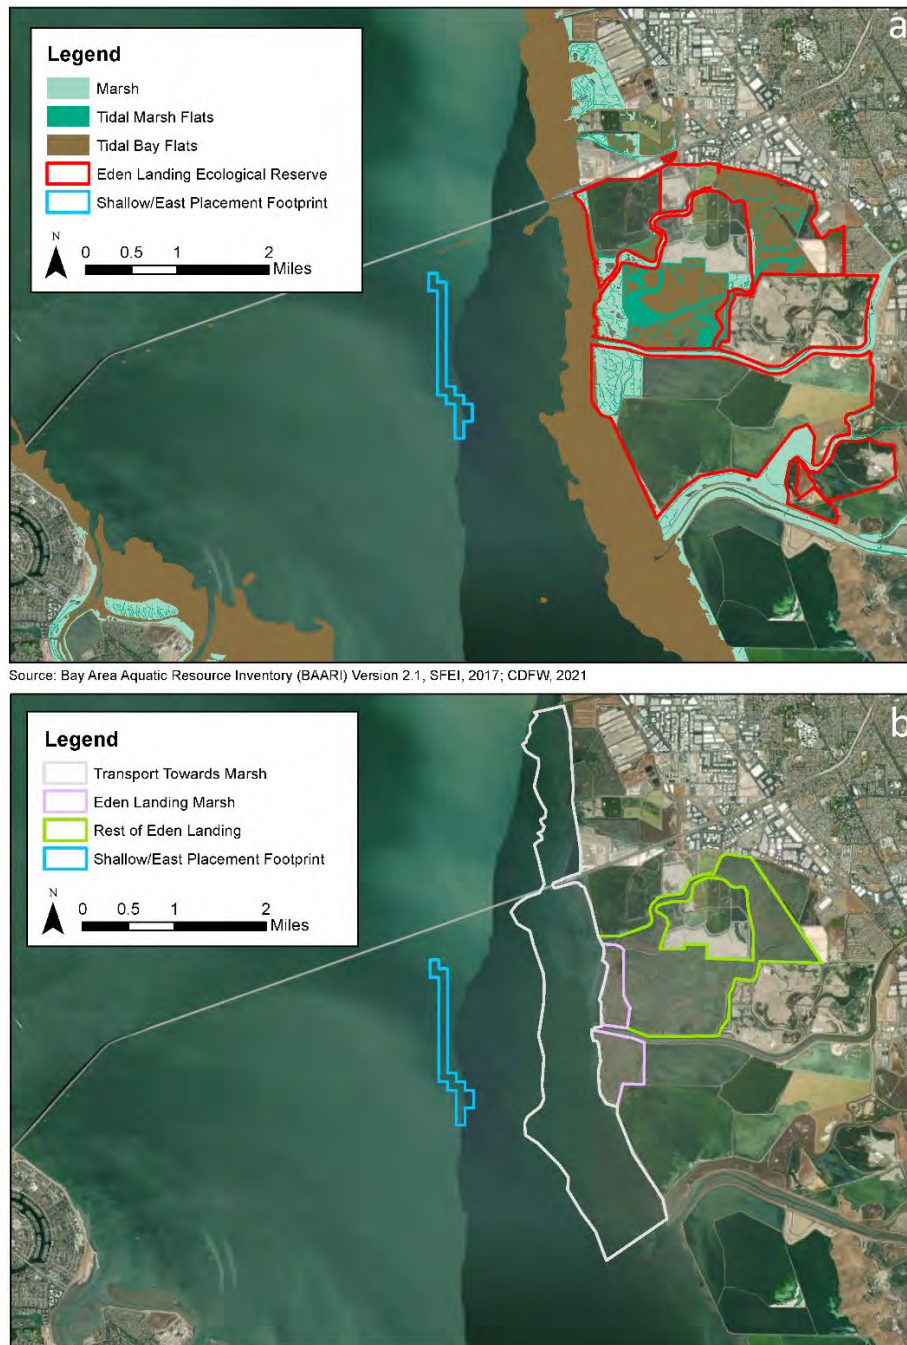 a
Legend
Marsh
Tidal Marsh Flats
Tidal Bay Flats
Eden Landing Ecological Reserve
Shallow/East Placement Footprint
N
0 0.5 1 2
Miles
Source: Bay Area Aquatic Resource Inventory (BAARI) Version 2.1, SFEI, 2017; CDFW, 2021
b
Legend
Transport Towards Marsh
Eden Landing Marsh
Rest of Eden Landing
Shallow/East Placement Footprint
N
0 0.5 1 2
Miles